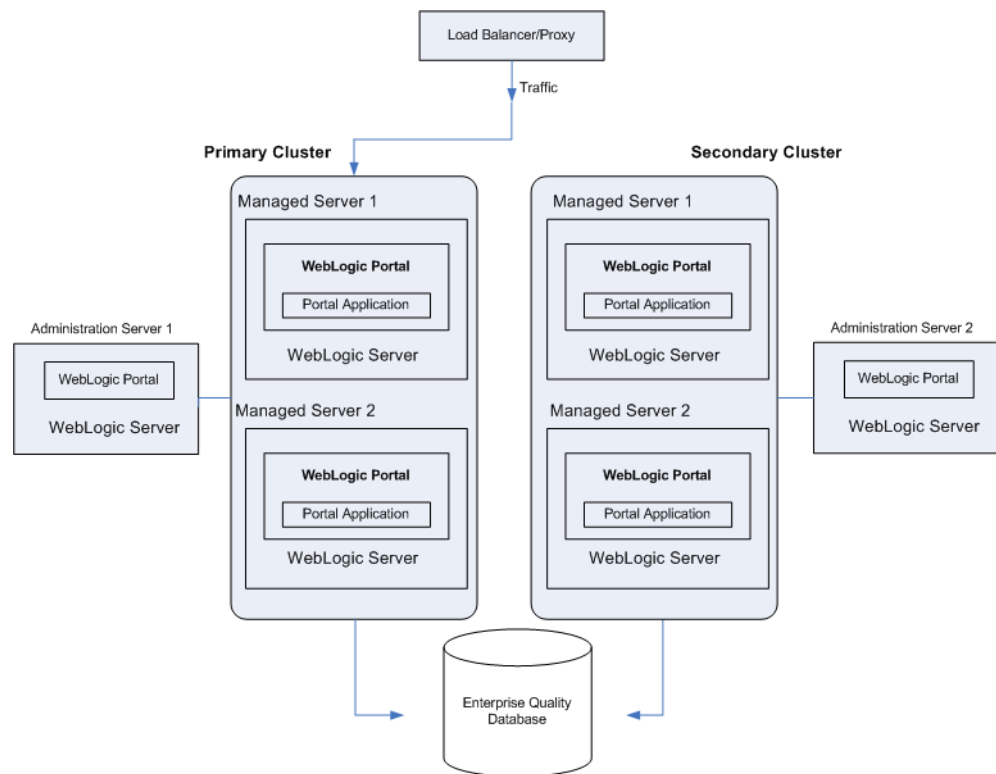 Load Balancer/Proxy
Traffic
Primary Cluster
Secondary Cluster
Managed Server 1
WebLogic Portal
Portal Application
WebLogic Server
Managed Server 2
WebLogic Portal
Portal Application
WebLogic Server
Managed Server 1
WebLogic Portal
Portal Application
WebLogic Server
Managed Server 2
WebLogic Portal
Portal Application
WebLogic Server
Administration Server 1
WebLogic Portal
WebLogic Server
Administration Server 2
WebLogic Portal
WebLogic Server
Enterprise Quality
Database